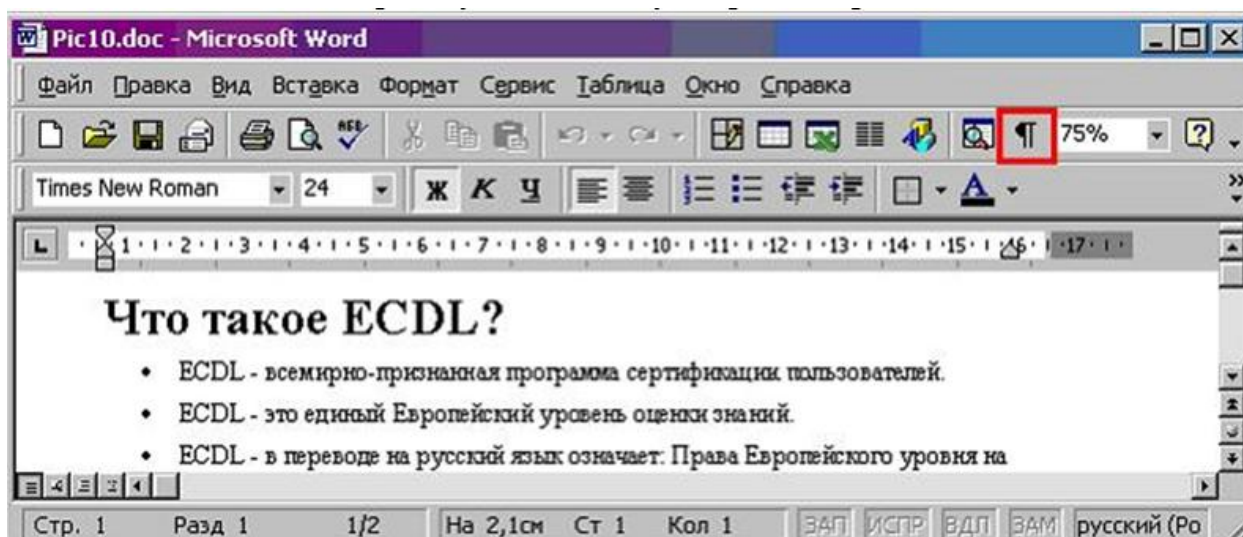 Pic10.doc - Microsoft Word
Файл Правка Вид Вставка Формат Сервис Таблица Окно Справка
¶ 75%
Times New Roman 24 Ж К Ч
1 2 3 4 5 6 7 8 9 10 11 12 13 14 15 16 17
Что такое ECDL?
• ECDL - всемирно-признанная программа сертификации пользователей.
• ECDL - это единый Европейский уровень оценки знаний.
• ECDL - в переводе на русский язык означает: Права Европейского уровня на
Стр. 1 Разд 1 1/2 На 2,1см Ст 1 Кол 1 ЗАП ИСПР ВДЛ ЗАМ русский (Ро